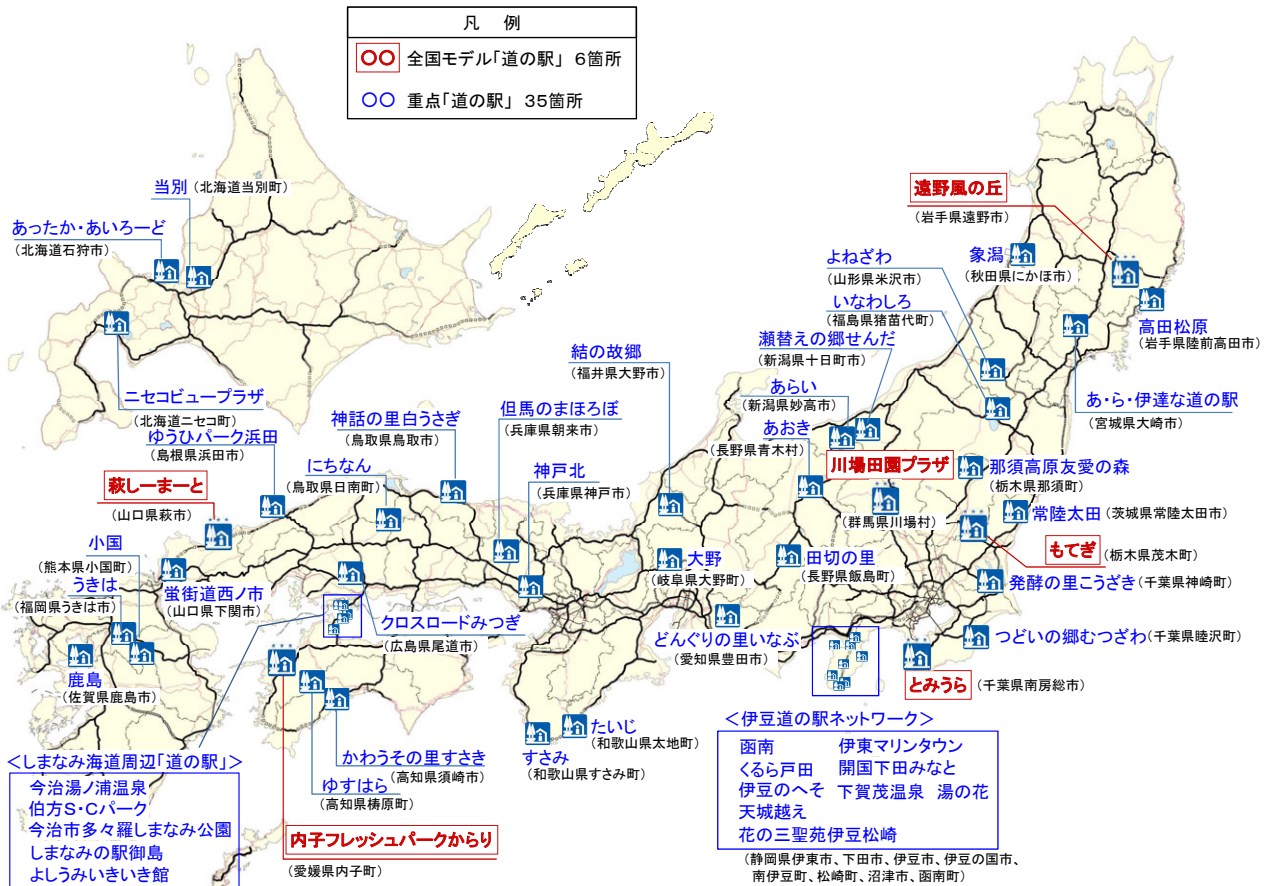 凡 例
〇〇 全国モデル「道の駅」 6箇所
〇〇 重点「道の駅」 35箇所
当別(北海道当別町)
あったか・あいろーど
(北海道石狩市)
ニセコビュープラザ
(北海道ニセコ町)
遠野風の丘
(岩手県遠野市)
象潟
(秋田県にかほ市)
よねざわ
(山形県米沢市)
いなわしろ
(福島県猪苗代町)
高田松原
(岩手県陸前高田市)
あ・ら・伊達な道の駅
(宮城県大崎市)
瀬替えの郷せんだ
(新潟県十日町市)
あらい
(新潟県妙高市)
あおき
(長野県青木村)
川場田園プラザ
(群馬県川場村)
那須高原友愛の森
(栃木県那須町)
常陸太田(茨城県常陸太田市)
もてぎ
(栃木県茂木町)
発酵の里こうざき(千葉県神崎町)
つどいの郷むつざわ(千葉県睦沢町)
とみうら(千葉県南房総市)
結の故郷
(福井県大野市)
大野
(岐阜県大野町)
田切の里
(長野県飯島町)
どんぐりの里いなぶ
(愛知県豊田市)
但馬のまほろば
(兵庫県朝来市)
神戸北
(兵庫県神戸市)
神話の里白うさぎ
(鳥取県鳥取市)
にちなん
(鳥取県日南町)
ゆうひパーク浜田
(島根県浜田市)
萩しーまーと
(山口県萩市)
蛍街道西ノ市
(山口県下関市)
クロスロードみつぎ
(広島県尾道市)
小国
(熊本県小国町)
うきは
(福岡県うきは市)
鹿島
(佐賀県鹿島市)
たいじ
(和歌山県太地町)
すさみ
(和歌山県すさみ町)
かわうその里すさき
(高知県須崎市)
ゆすはら
(高知県梼原町)
内子フレッシュパークからり
(愛媛県内子町)
<しまなみ海道周辺「道の駅」>
今治湯ノ浦温泉
伯方S・Cパーク
今治市多々羅しまなみ公園
しまなみの駅御島
よしうみいきいき館
<伊豆道の駅ネットワーク>
函南 伊東マリンタウン
くるら戸田 開国下田みなと
伊豆のへそ 下賀茂温泉 湯の花
天城越え
花の三聖苑伊豆松崎
(静岡県伊東市、下田市、伊豆市、伊豆の国市、
南伊豆町、松崎町、沼津市、函南町)